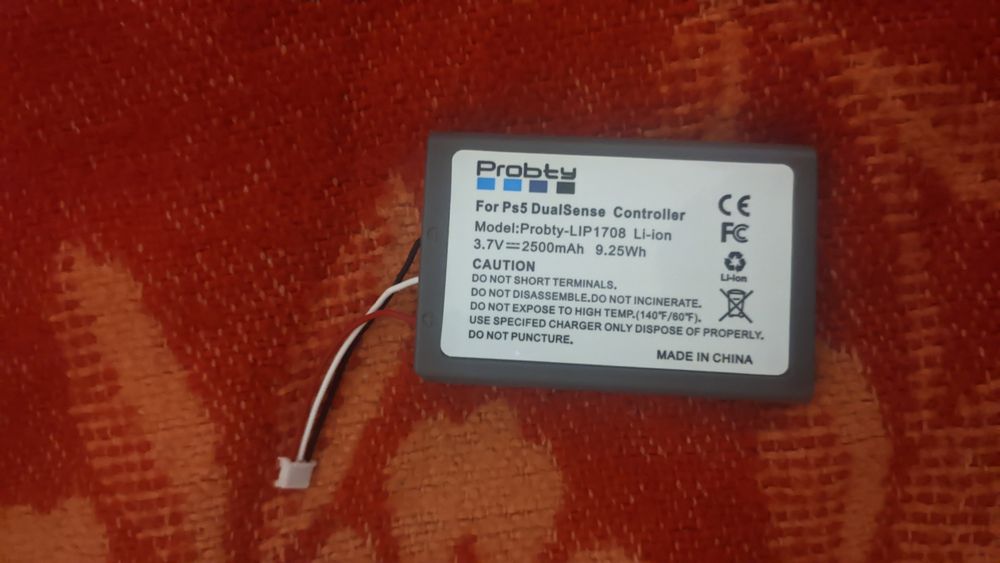 Probty
For Ps5 DualSense Controller
Model:Probty-LIP1708 Li-ion
3.7V⎓2500mAh 9.25Wh
CAUTION
DO NOT SHORT TERMINALS.
DO NOT DISASSEMBLE.DO NOT INCINERATE.
DO NOT EXPOSE TO HIGH TEMP.(140°F/60°F).
USE SPECIFED CHARGER ONLY DISPOSE OF PROPERLY.
DO NOT PUNCTURE.
CE
FC
Li-ion
MADE IN CHINA